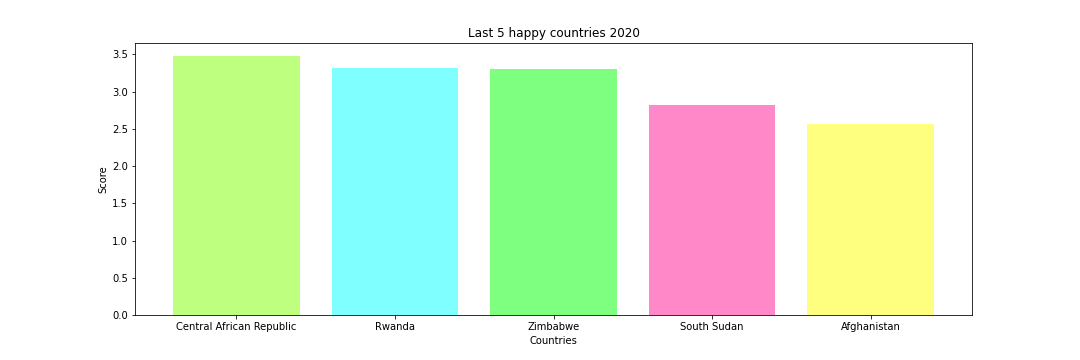 Last 5 happy countries 2020
3.5
3.0
2.5
2.0
1.5
1.0
0.5
0.0
Score
Central African Republic Rwanda Zimbabwe South Sudan Afghanistan
Countries